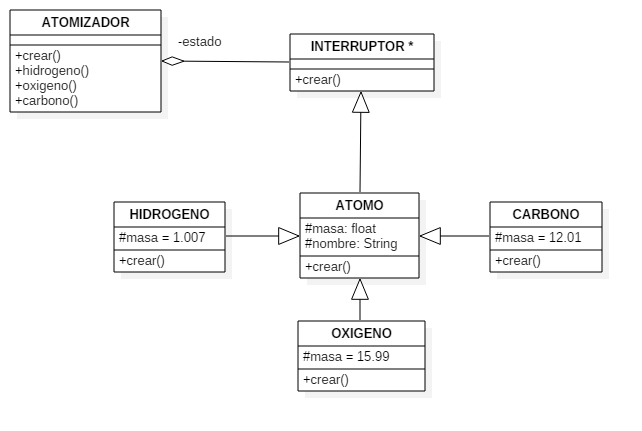 ATOMIZADOR
+crear()
+hidrogeno()
+oxigeno()
+carbono()
-estado
INTERRUPTOR *
+crear()
HIDROGENO
#masa = 1.007
+crear()
ATOMO
#masa: float
#nombre: String
+crear()
CARBONO
#masa = 12.01
+crear()
OXIGENO
#masa = 15.99
+crear()